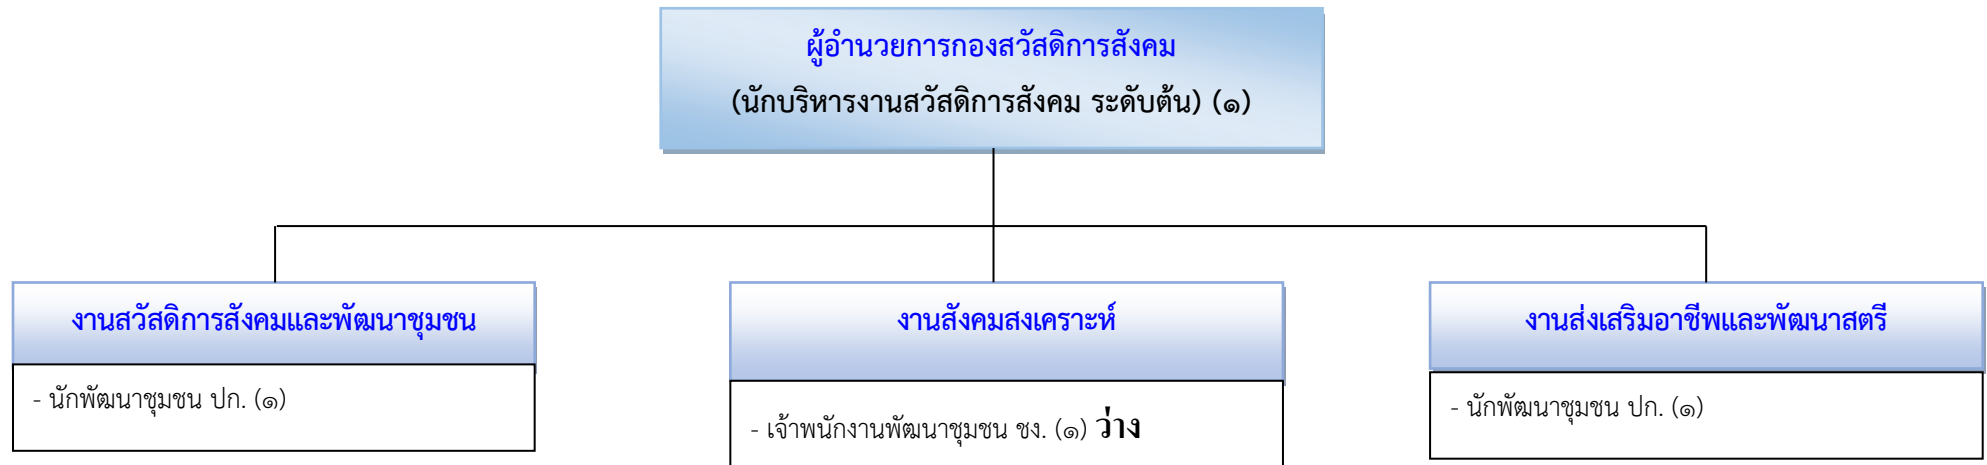 ผู้อำนวยการกองสวัสดิการสังคม
(นักบริหารงานสวัสดิการสังคม ระดับต้น) (๑)
งานสวัสดิการสังคมและพัฒนาชุมชน
- นักพัฒนาชุมชน ปก. (๑)
งานสังคมสงเคราะห์
- เจ้าพนักงานพัฒนาชุมชน ชง. (๑) ว่าง
งานส่งเสริมอาชีพและพัฒนาสตรี
- นักพัฒนาชุมชน ปก. (๑)